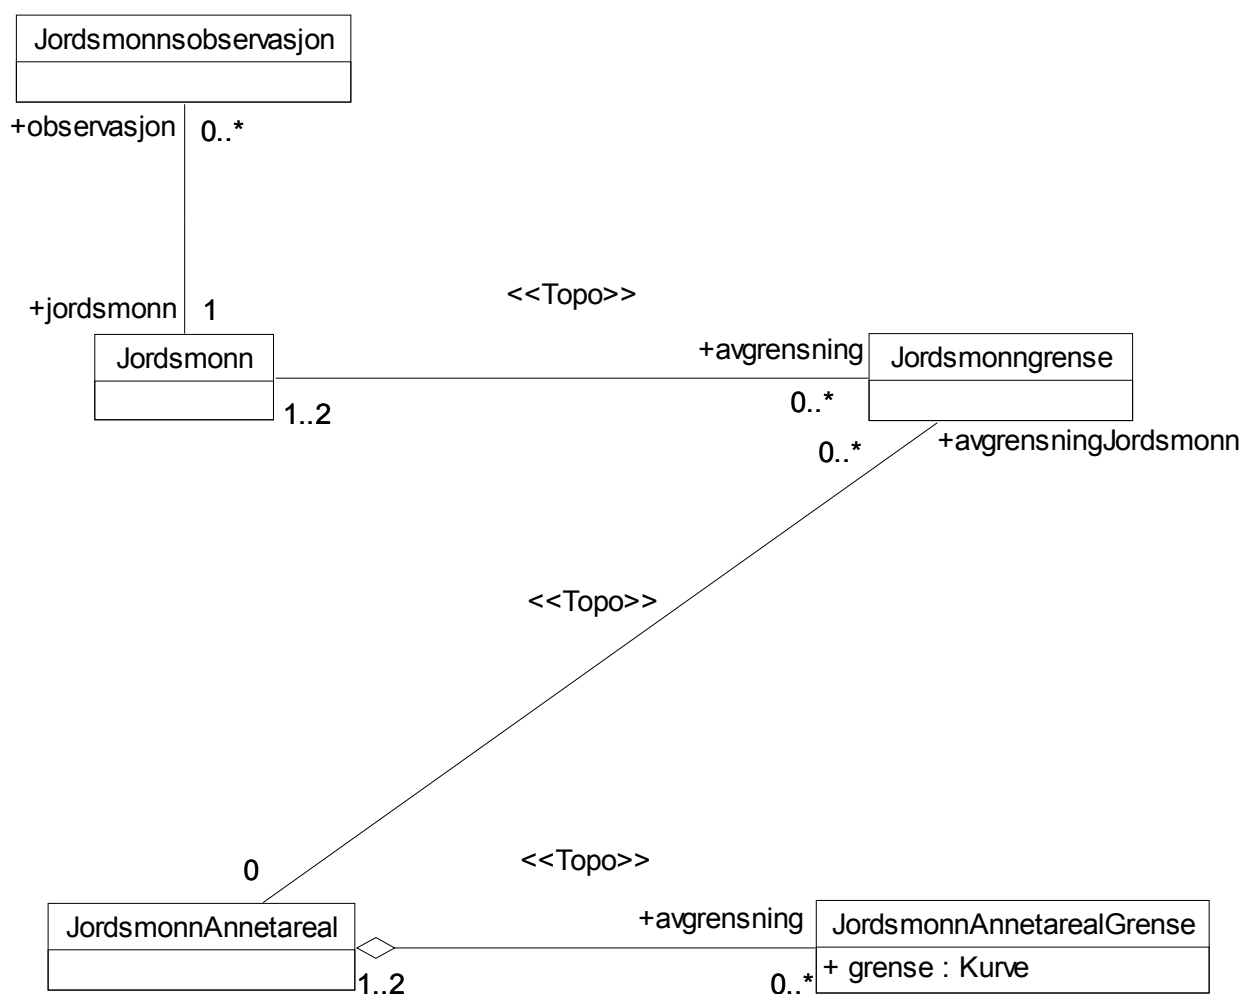 Jordsmonnsobservasjon
+observasjon 0..*
<<Topo>>
+jordsmonn 1
+avgrensning
Jordsmonn
Jordsmonngrense
1..2
0..*
0..*
+avgrensningJordsmonn
<<Topo>>
0
<<Topo>>
JordsmonnAnnetareal
+avgrensning
JordsmonnAnnetarealGrense
1..2
0..*
+ grense : Kurve